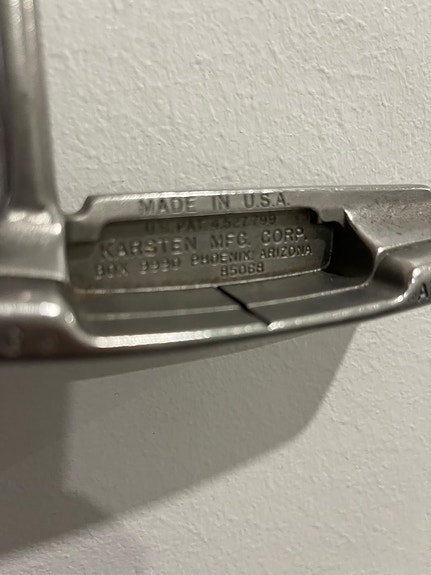 MADE IN U.S.A.
U.S. PAT 4,527,799
KARSTEN MFG. CORP.
BOX 9990 PHOENIX, ARIZONA
85068
A